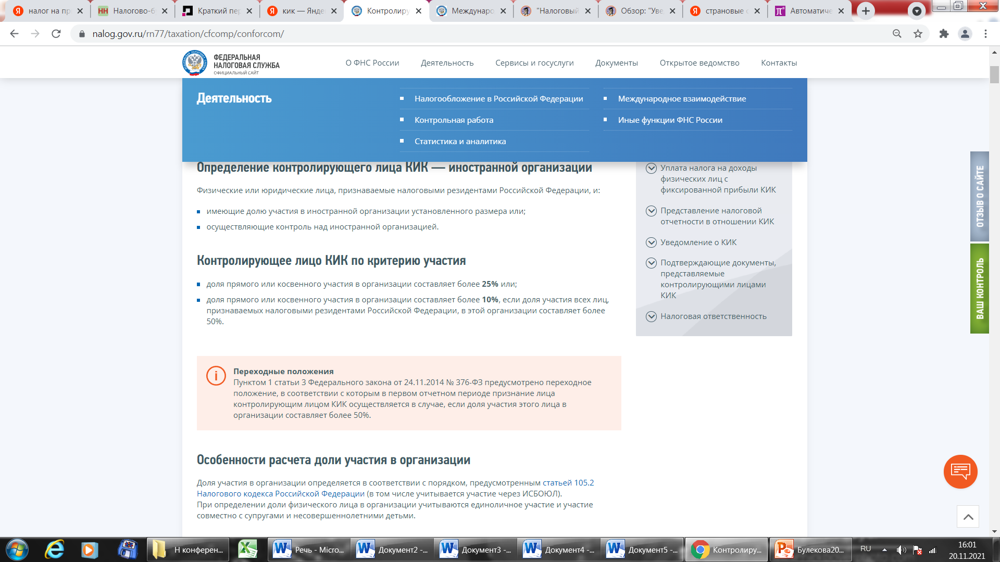 налог на пр
Налогово-б
Краткий пер
кик — Янде
Контролиру
Междунаро
"Налоговый
Обзор: "Уве
страновые
Автоматиче
nalog.gov.ru/rn77/taxation/cfcomp/conforcom/
ФЕДЕРАЛЬНАЯ
НАЛОГОВАЯ СЛУЖБА
ОФИЦИАЛЬНЫЙ САЙТ
О ФНС России
Деятельность
Сервисы и госуслуги
Документы
Открытое ведомство
Контакты
Деятельность
Налогообложение в Российской Федерации
Контрольная работа
Статистика и аналитика
Международное взаимодействие
Иные функции ФНС России
Определение контролирующего лица КИК — иностранной организации
Физические или юридические лица, признаваемые налоговыми резидентами Российской Федерации, и:
имеющие долю участия в иностранной организации установленного размера или;
осуществляющие контроль над иностранной организацией.
Контролирующее лицо КИК по критерию участия
доля прямого или косвенного участия в организации составляет более 25% или;
доля прямого или косвенного участия в организации составляет более 10%, если доля участия всех лиц,
признаваемых налоговыми резидентами Российской Федерации, в этой организации составляет более
50%.
Переходные положения
Пунктом 1 статьи 3 Федерального закона от 24.11.2014 № 376-ФЗ предусмотрено переходное
положение, в соответствии с которым в первом отчетном периоде признание лица
контролирующим лицом КИК осуществляется в случае, если доля участия этого лица в
организации составляет более 50%.
Особенности расчета доли участия в организации
Доля участия в организации определяется в соответствии с порядком, предусмотренным статьей 105.2
Налогового кодекса Российской Федерации (в том числе учитывается участие через ИСБОЮЛ).
При определении доли физического лица в организации учитываются единоличное участие и участие
совместно с супругами и несовершеннолетними детьми.
Уплата налога на доходы
физических лиц с
фиксированной прибыли КИК
Представление налоговой
отчетности в отношении КИК
Уведомление о КИК
Подтверждающие документы,
представляемые
контролирующими лицами
КИК
Налоговая ответственность
ОТЗЫВ О САЙТЕ
ВАШ КОНТРОЛЬ
Н конферен...
Речь - Micro...
Документ2 -...
Документ3 -...
Документ4 -...
Документ5 -...
Контролиру...
Булекова20...
RU
16:01
20.11.2021